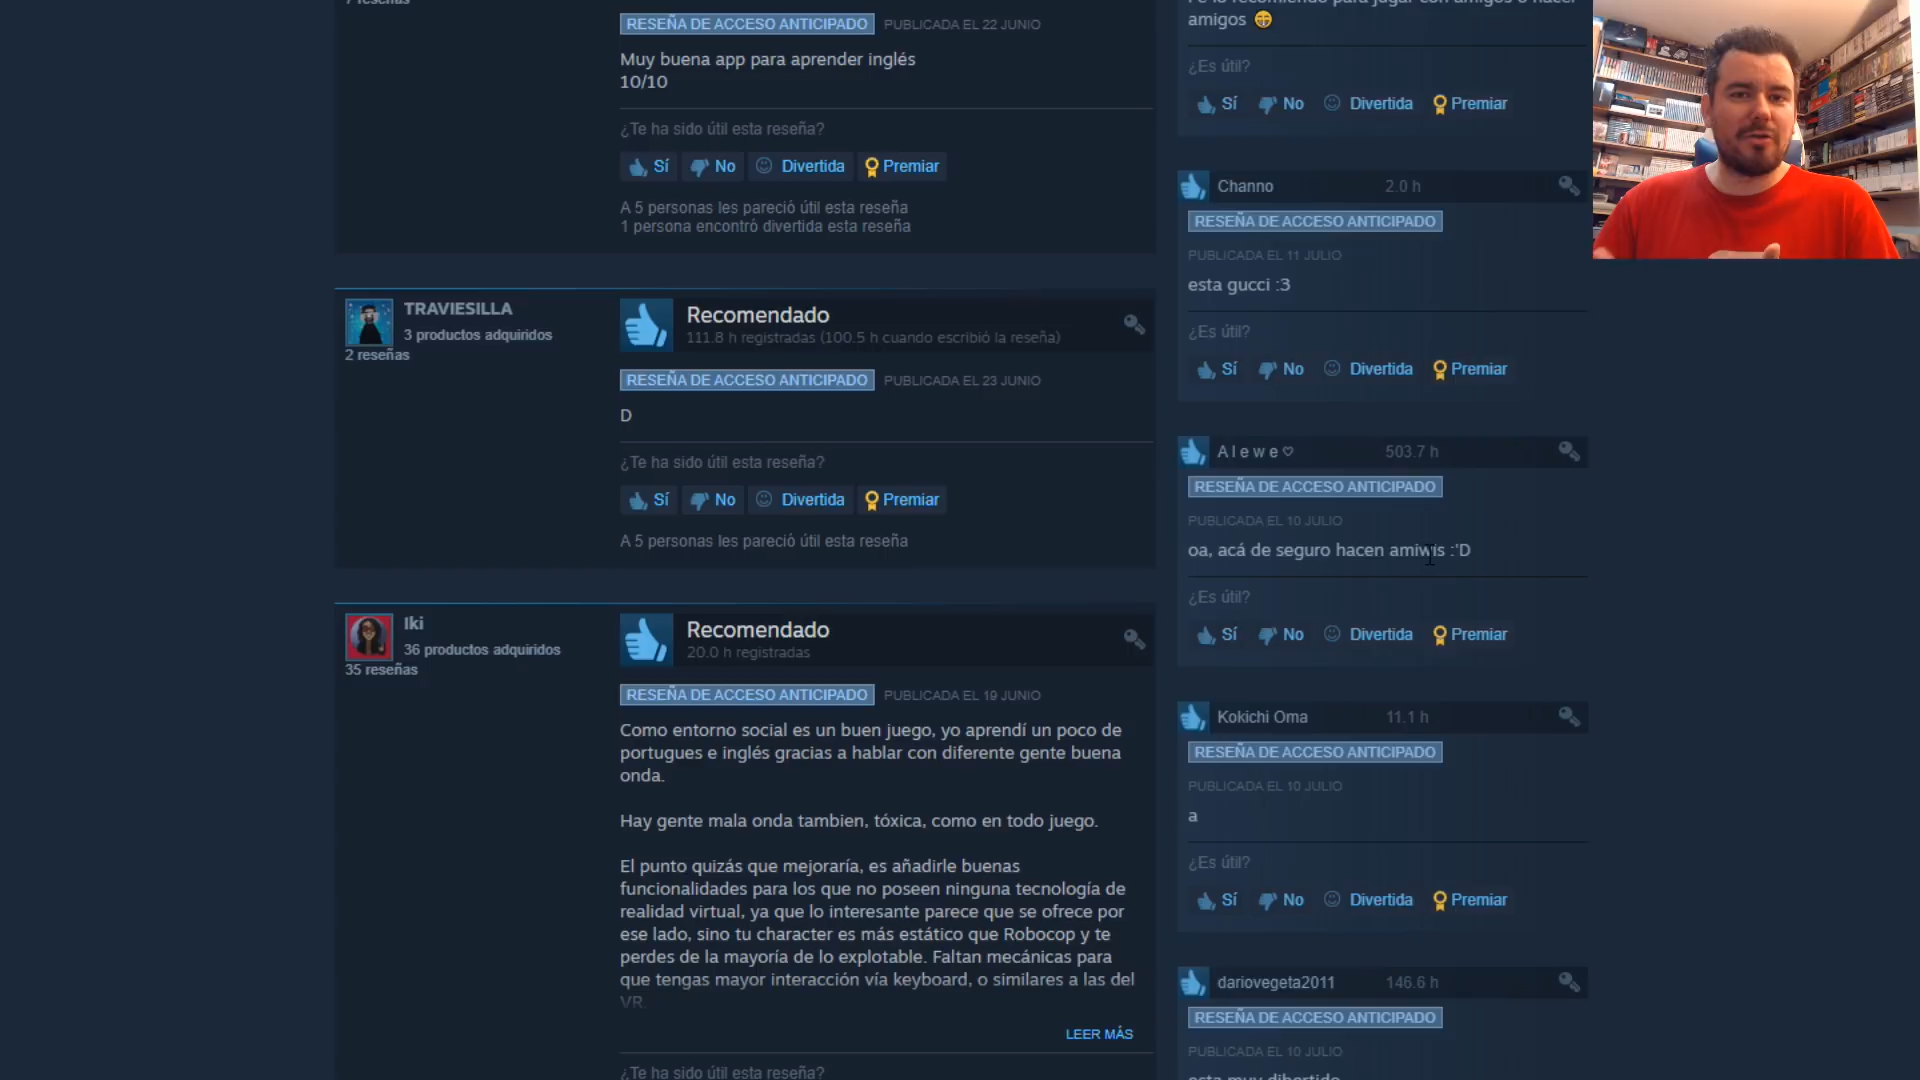 7 reseñas
RESEÑA DE ACCESO ANTICIPADO PUBLICADA EL 22 JUNIO
Muy buena app para aprender inglés
10/10
¿Te ha sido útil esta reseña?
Sí No Divertida Premiar
A 5 personas les pareció útil esta reseña
1 persona encontró divertida esta reseña
TRAVIESILLA
3 productos adquiridos
2 reseñas
Recomendado
111.8 h registradas (100.5 h cuando escribió la reseña)
RESEÑA DE ACCESO ANTICIPADO PUBLICADA EL 23 JUNIO
D
¿Te ha sido útil esta reseña?
Sí No Divertida Premiar
A 5 personas les pareció útil esta reseña
Iki
36 productos adquiridos
35 reseñas
Recomendado
20.0 h registradas
RESEÑA DE ACCESO ANTICIPADO PUBLICADA EL 19 JUNIO
Como entorno social es un buen juego, yo aprendí un poco de
portugues e inglés gracias a hablar con diferente gente buena
onda.
Hay gente mala onda tambien, tóxica, como en todo juego.
El punto quizás que mejoraría, es añadirle buenas
funcionalidades para los que no poseen ninguna tecnología de
realidad virtual, ya que lo interesante parece que se ofrece por
ese lado, sino tu character es más estático que Robocop y te
perdes de la mayoría de lo explotable. Faltan mecánicas para
que tengas mayor interacción vía keyboard, o similares a las del
VR.
LEER MÁS
¿Te ha sido útil esta reseña?
lo recomiendo para jugar con amigos o hacer
amigos 😁
¿Es útil?
Sí No Divertida Premiar
Channo 2.0 h
RESEÑA DE ACCESO ANTICIPADO
PUBLICADA EL 11 JULIO
esta gucci :3
¿Es útil?
Sí No Divertida Premiar
A l e w e ♡ 503.7 h
RESEÑA DE ACCESO ANTICIPADO
PUBLICADA EL 10 JULIO
oa, acá de seguro hacen amiwis :'D
¿Es útil?
Sí No Divertida Premiar
Kokichi Oma 11.1 h
RESEÑA DE ACCESO ANTICIPADO
PUBLICADA EL 10 JULIO
a
¿Es útil?
Sí No Divertida Premiar
dariovegeta2011 146.6 h
RESEÑA DE ACCESO ANTICIPADO
PUBLICADA EL 10 JULIO
esta muy dibertido